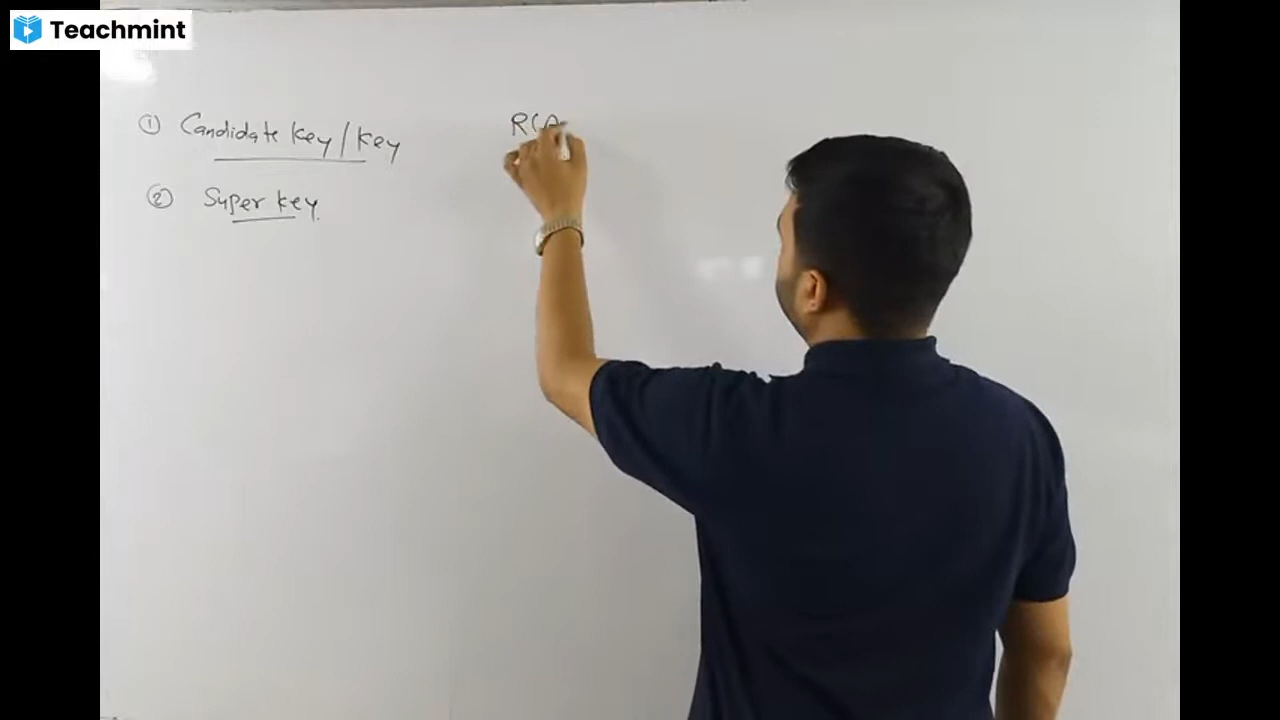 Teachmint
① Candidate key/key
② Super key
R(A